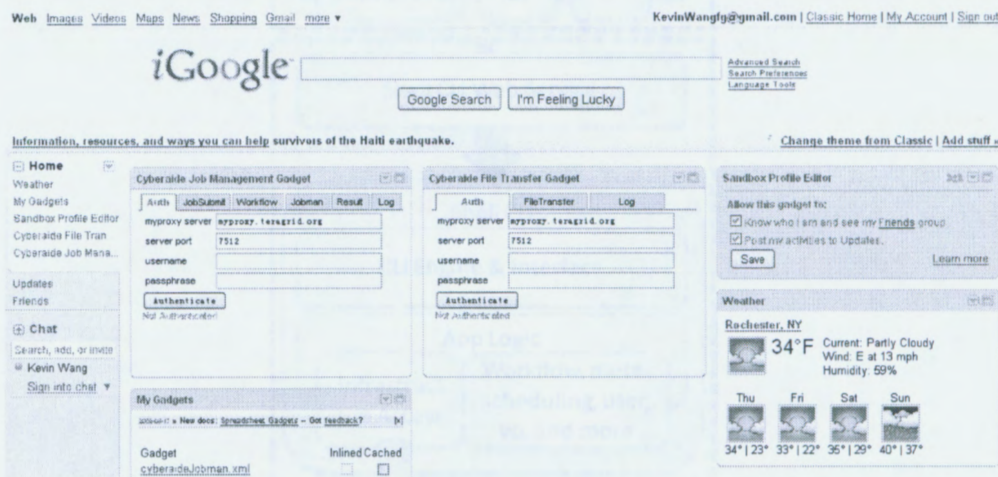 Web Images Videos Maps News Shopping Gmail more ▼
KevinWangfg@gmail.com | Classic Home | My Account | Sign out
iGoogle
Advanced Search
Search Preferences
Language Tools
Google Search I'm Feeling Lucky
Information, resources, and ways you can help survivors of the Haiti earthquake.
Change theme from Classic | Add stuff
Home
Weather
My Gadgets
Sandbox Profile Editor
Cyberaide File Tran
Cyberaide Job Mana...
Updates
Friends
Chat
Search, add, or invite
Kevin Wang
Sign into chat ▼
Cyberaide Job Management Gadget
Auth JobSubmit Workflow Jobman Result Log
myproxy server myproxy.teragrid.org
server port 7512
username
passphrase
Authenticate
Not Authenticated
Cyberaide File Transfer Gadget
Auth FileTranster Log
myproxy server myproxy.teragrid.org
server port 7512
username
passphrase
Authenticate
Not Authenticated
My Gadgets
» New docs: Spreadsheet Gadgets – Got feedback?
Gadget Inlined Cached
cyberaideJobman.xml
Sandbox Profile Editor
Allow this gadget to:
Know who I am and see my Friends group.
Post my activities to Updates.
Save Learn more
Weather
Rochester, NY
34°F
Current: Partly Cloudy
Wind: E at 13 mph
Humidity: 59%
Thu Fri Sat Sun
34° | 23° 33° | 22° 36° | 29° 40° | 37°